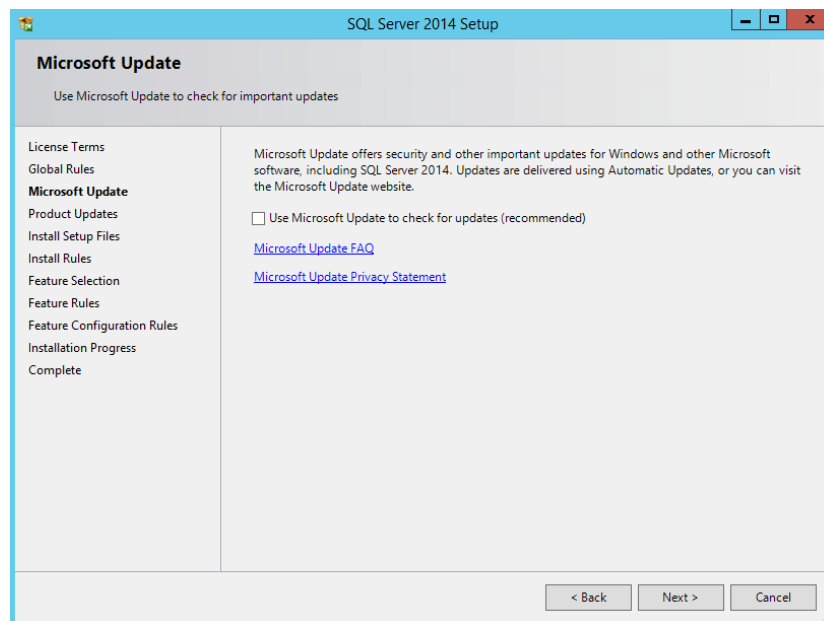 SQL Server 2014 Setup
Microsoft Update
Use Microsoft Update to check for important updates
License Terms
Global Rules
Microsoft Update
Product Updates
Install Setup Files
Install Rules
Feature Selection
Feature Rules
Feature Configuration Rules
Installation Progress
Complete
Microsoft Update offers security and other important updates for Windows and other Microsoft
software, including SQL Server 2014. Updates are delivered using Automatic Updates, or you can visit
the Microsoft Update website.
Use Microsoft Update to check for updates (recommended)
Microsoft Update FAQ
Microsoft Update Privacy Statement
< Back Next > Cancel